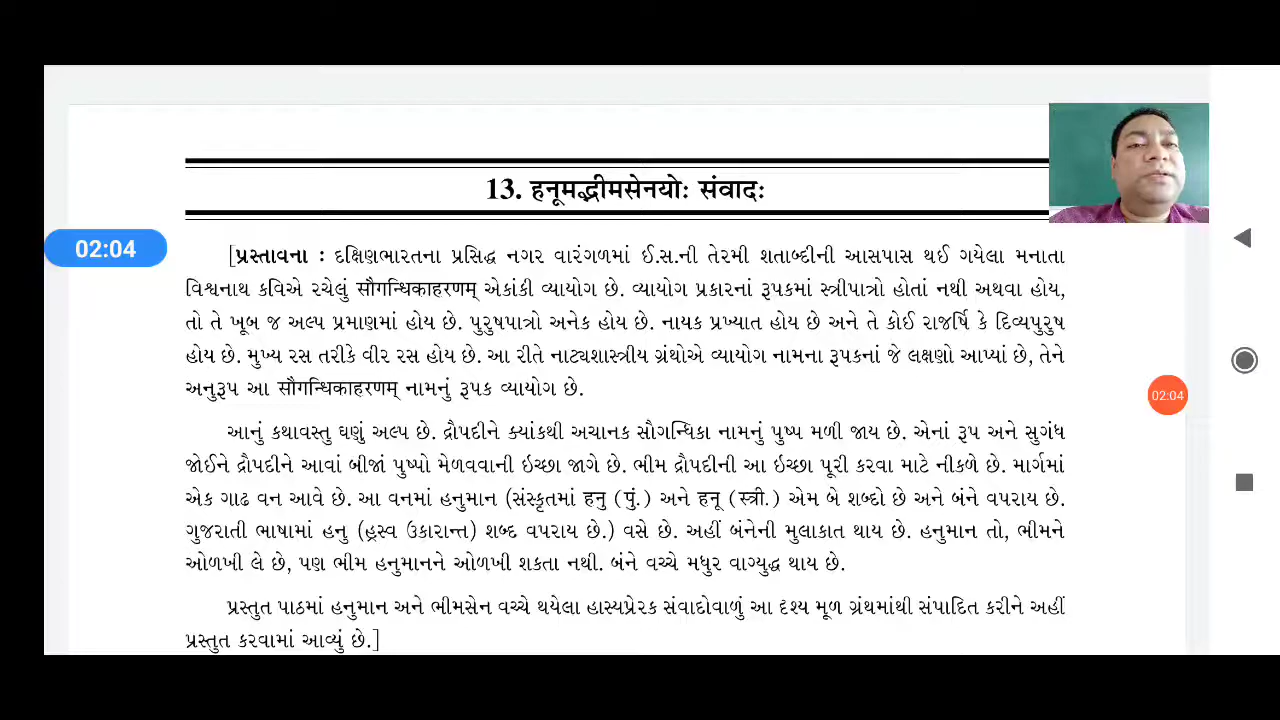 13. हनूमद्भीमसेनयोः संवादः
02:04
[પ્રસ્તાવના : દક્ષિણભારતના પ્રસિદ્ધ નગર વારંગળમાં ઈ.સ.ની તેરમી શતાબ્દીની આસપાસ થઈ ગયેલા મનાતા
વિશ્વનાથ કવિએ રચેલું सौगन्धिकाहरणम् એકાંકી વ્યાયોગ છે. વ્યાયોગ પ્રકારનાં રૂપકમાં સ્ત્રીપાત્રો હોતાં નથી અથવા હોય,
તો તે ખૂબ જ અલ્પ પ્રમાણમાં હોય છે. પુરુષપાત્રો અનેક હોય છે. નાયક પ્રખ્યાત હોય છે અને તે કોઈ રાજર્ષિ કે દિવ્યપુરુષ
હોય છે. મુખ્ય રસ તરીકે વીર રસ હોય છે. આ રીતે નાટ્યશાસ્ત્રીય ગ્રંથોએ વ્યાયોગ નામના રૂપકનાં જે લક્ષણો આપ્યાં છે, તેને
અનુરૂપ આ सौगन्धिकाहरणम् નામનું રૂપક વ્યાયોગ છે.
02:04
આનું કથાવસ્તુ ઘણું અલ્પ છે. દ્રૌપદીને ક્યાંકથી અચાનક સૌગન્ધિકા નામનું પુષ્પ મળી જાય છે. એનાં રૂપ અને સુગંધ
જોઈને દ્રૌપદીને આવાં બીજાં પુષ્પો મેળવવાની ઇચ્છા જાગે છે. ભીમ દ્રૌપદીની આ ઇચ્છા પૂરી કરવા માટે નીકળે છે. માર્ગમાં
એક ગાઢ વન આવે છે. આ વનમાં હનુમાન (સંસ્કૃતમાં हनु (पुं.) અને हनू (स्त्री.) એમ બે શબ્દો છે અને બંને વપરાય છે.
ગુજરાતી ભાષામાં હનુ (હ્રસ્વ ઉકારાન્ત) શબ્દ વપરાય છે.) વસે છે. અહીં બંનેની મુલાકાત થાય છે. હનુમાન તો, ભીમને
ઓળખી લે છે, પણ ભીમ હનુમાનને ઓળખી શકતા નથી. બંને વચ્ચે મધુર વાગ્યુદ્ધ થાય છે.
પ્રસ્તુત પાઠમાં હનુમાન અને ભીમસેન વચ્ચે થયેલા હાસ્યપ્રેરક સંવાદોવાળું આ દૃશ્ય મૂળ ગ્રંથમાંથી સંપાદિત કરીને અહીં
પ્રસ્તુત કરવામાં આવ્યું છે.]